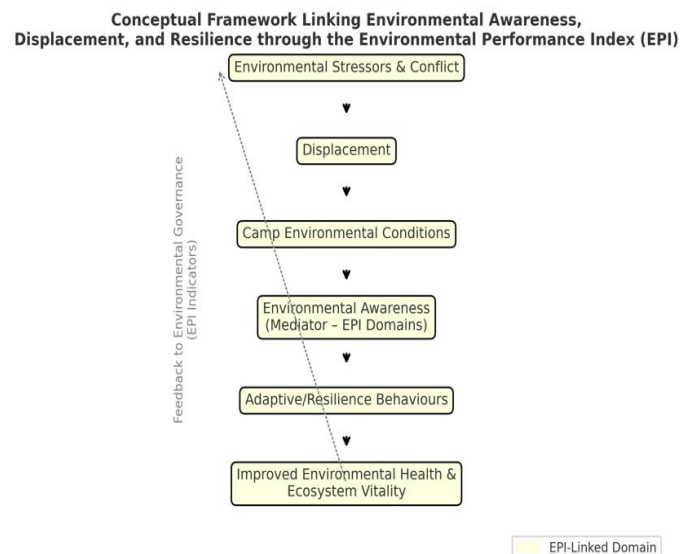 Conceptual Framework Linking Environmental Awareness,
Displacement, and Resilience through the Environmental Performance Index (EPI)
Environmental Stressors & Conflict
Displacement
Camp Environmental Conditions
Environmental Awareness
(Mediator – EPI Domains)
Adaptive/Resilience Behaviours
Improved Environmental Health &
Ecosystem Vitality
Feedback to Environmental Governance
(EPI Indicators)
EPI-Linked Domain